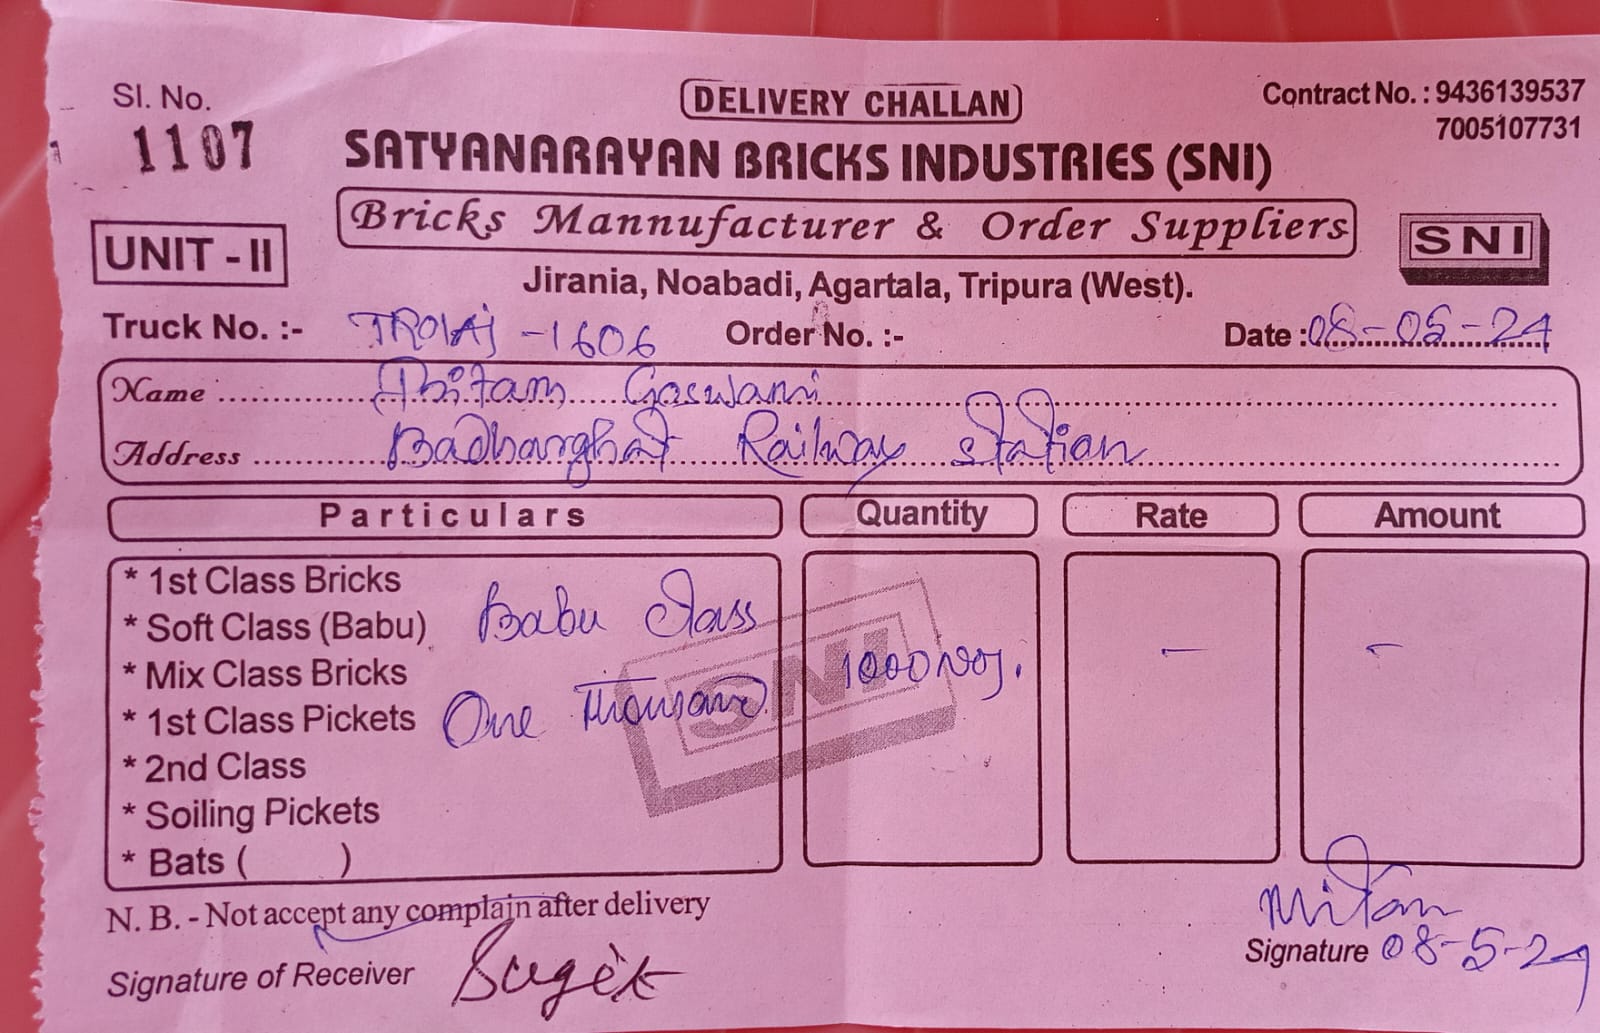 Sl. No.
1107
DELIVERY CHALLAN
Contract No. : 9436139537
7005107731
SATYANARAYAN BRICKS INDUSTRIES (SNI)
Bricks Mannufacturer & Order Suppliers
UNIT - II
SNI
Jirania, Noabadi, Agartala, Tripura (West).
Truck No. :- -1606 Order No. :- Date : 08-05-24
Name Goswami
Address Badharghat Railway Station
Particulars Quantity Rate Amount
* 1st Class Bricks
* Soft Class (Babu) Babu Class
* Mix Class Bricks 1000 Nos. - -
* 1st Class Pickets One Thousand
SNI
* 2nd Class
* Soiling Pickets
* Bats ( )
N. B. - Not accept any complain after delivery
Mitan
Signature of Receiver
Signature 08-5-24